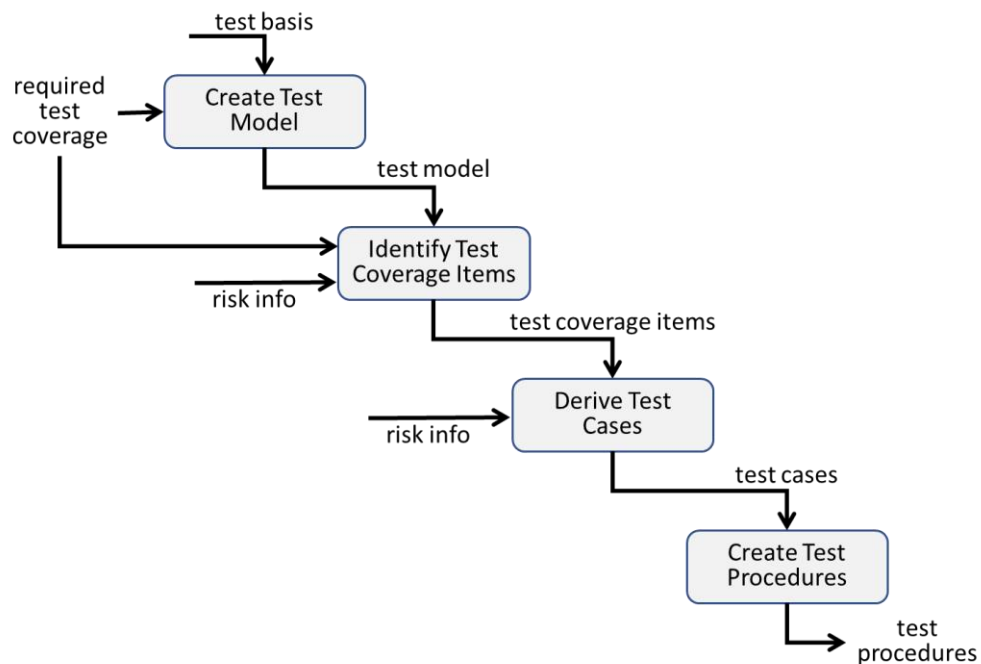 test basis
required
test
coverage
Create Test
Model
test model
Identify Test
Coverage Items
risk info
test coverage items
Derive Test
Cases
risk info
test cases
Create Test
Procedures
test
procedures